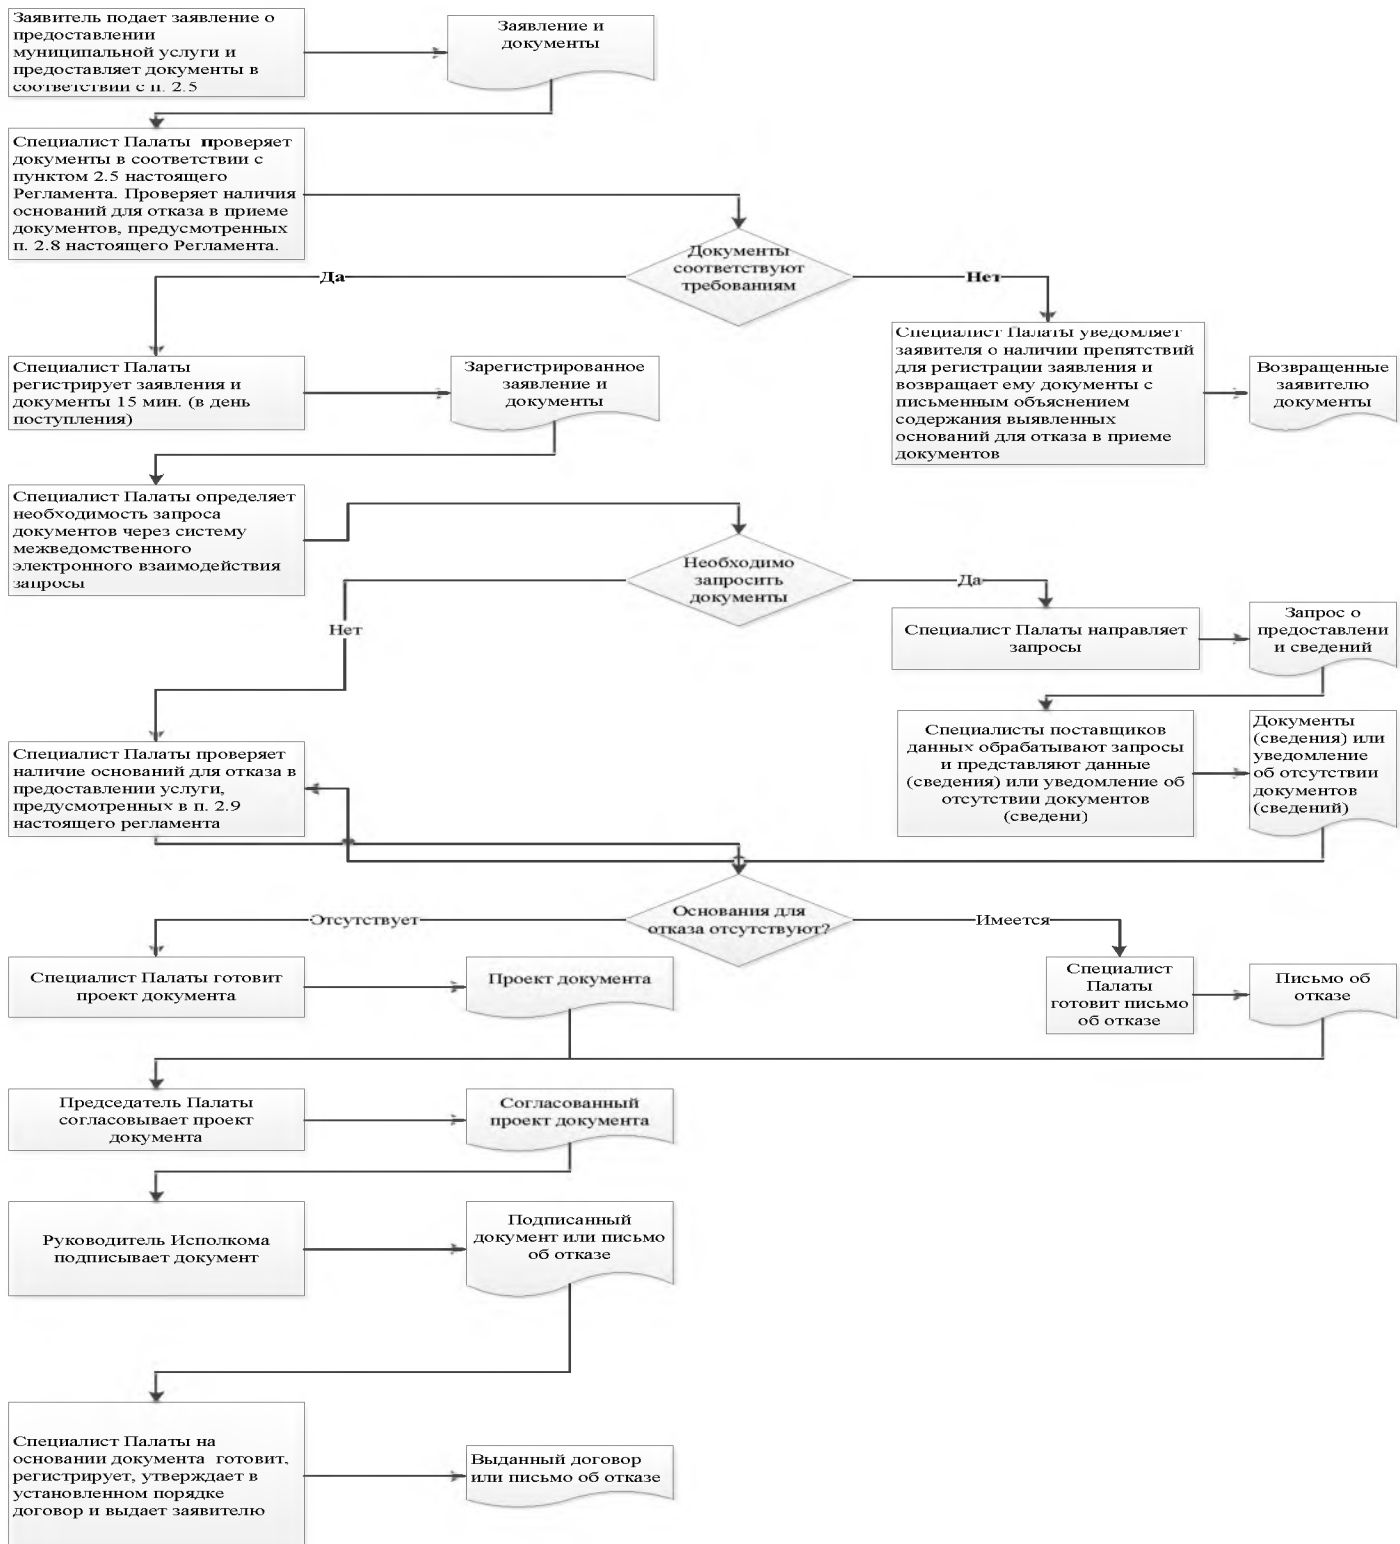 Заявитель подает заявление о
предоставлении
муниципальной услуги и
предоставляет документы в
соответствии с п. 2.5
Заявление и
документы
Специалист Палаты проверяет
документы в соответствии с
пунктом 2.5 настоящего
Регламента. Проверяет наличия
оснований для отказа в приеме
документов, предусмотренных
п. 2.8 настоящего Регламента.
Документы
соответствуют
требованиям
Да
Нет
Специалист Палаты
регистрирует заявления и
документы 15 мин. (в день
поступления)
Зарегистрированное
заявление и
документы
Специалист Палаты уведомляет
заявителя о наличии препятствий
для регистрации заявления и
возвращает ему документы с
письменным объяснением
содержания выявленных
оснований для отказа в приеме
документов
Возвращенные
заявителю
документы
Специалист Палаты определяет
необходимость запроса
документов через систему
межведомственного
электронного взаимодействия
запросы
Необходимо
запросить
документы
Да
Нет
Специалист Палаты направляет
запросы
Запрос о
предоставлени
и сведений
Специалисты поставщиков
данных обрабатывают запросы
и представляют данные
(сведения) или уведомление об
отсутствии документов
(сведени)
Документы
(сведения) или
уведомление
об отсутствии
документов
(сведений)
Специалист Палаты проверяет
наличие оснований для отказа в
предоставлении услуги,
предусмотренных в п. 2.9
настоящего регламента
Основания для
отказа отсутствуют?
Отсутствует
Имеется
Специалист Палаты готовит
проект документа
Проект документа
Специалист
Палаты
готовит письмо
об отказе
Письмо об
отказе
Председатель Палаты
согласовывает проект
документа
Согласованный
проект документа
Руководитель Исполкома
подписывает документ
Подписанный
документ или письмо
об отказе
Специалист Палаты на
основании документа готовит,
регистрирует, утверждает в
установленном порядке
договор и выдает заявителю
Выданный договор
или письмо об отказе